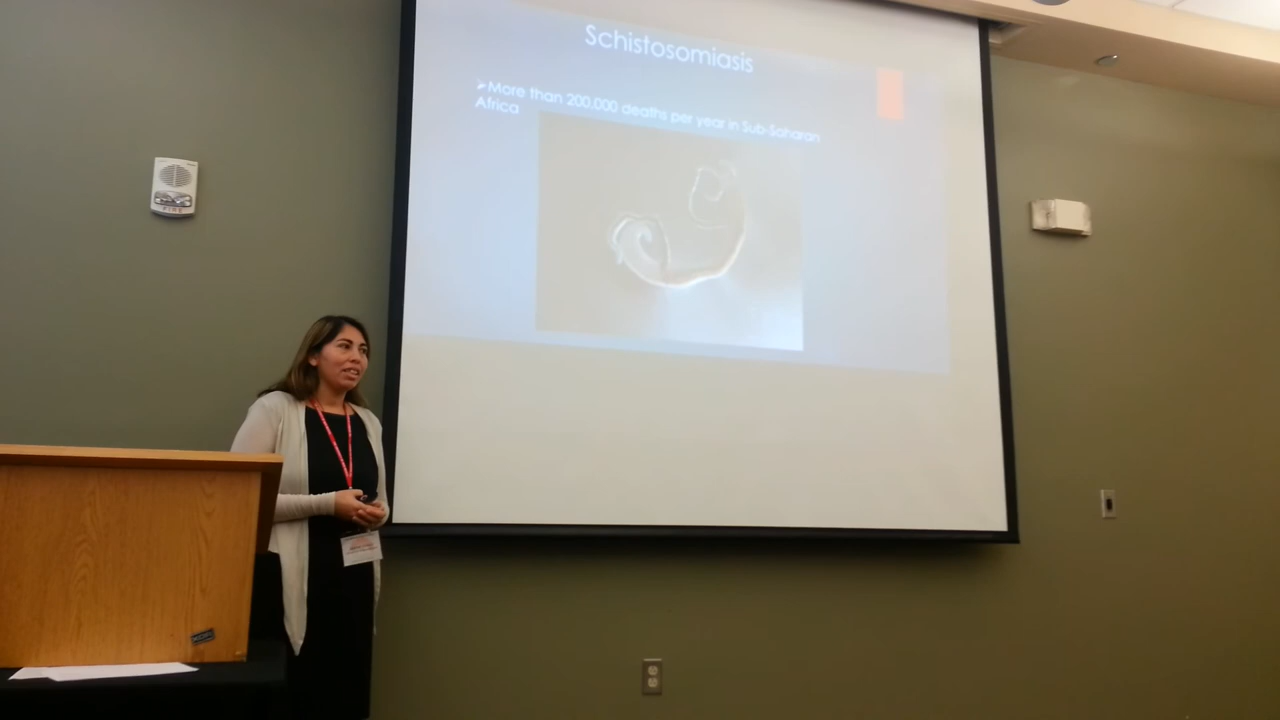 Schistosomiasis
➢More than 200,000 deaths per year in Sub-Saharan
Africa
FIRE